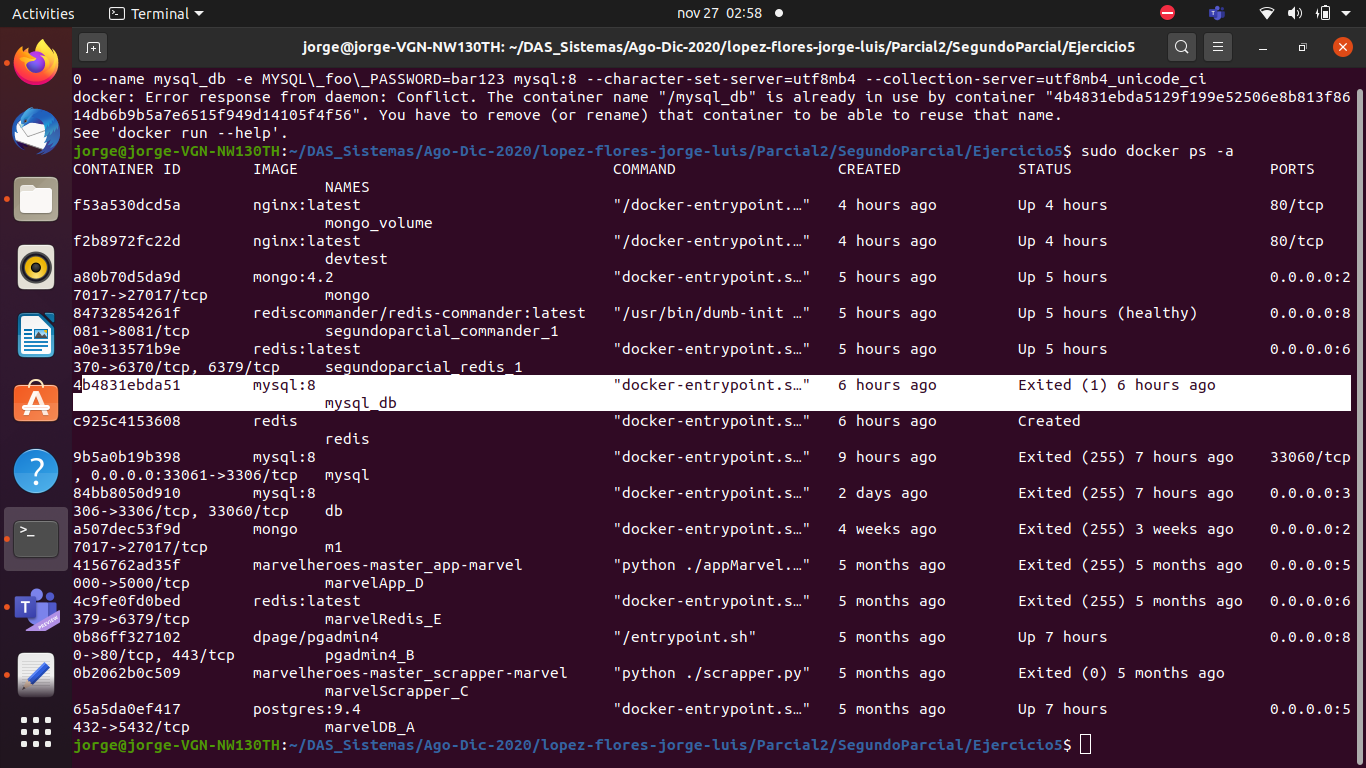 Activities
Terminal
nov 27 02:58
jorge@jorge-VGN-NW130TH: ~/DAS_Sistemas/Ago-Dic-2020/lopez-flores-jorge-luis/Parcial2/SegundoParcial/Ejercicio5
0 --name mysql_db -e MYSQL\_foo\_PASSWORD=bar123 mysql:8 --character-set-server=utf8mb4 --collection-server=utf8mb4_unicode_ci
docker: Error response from daemon: Conflict. The container name "/mysql_db" is already in use by container "4b4831ebda5129f199e52506e8b813f86
14db6b9b5a7e6515f949d14105f4f56". You have to remove (or rename) that container to be able to reuse that name.
See 'docker run --help'.
jorge@jorge-VGN-NW130TH:~/DAS_Sistemas/Ago-Dic-2020/lopez-flores-jorge-luis/Parcial2/SegundoParcial/Ejercicio5$ sudo docker ps -a
CONTAINER ID        IMAGE                                   COMMAND                  CREATED             STATUS                      PORTS
                            NAMES
f53a530dcd5a        nginx:latest                            "/docker-entrypoint.…"   4 hours ago         Up 4 hours                  80/tcp
                            mongo_volume
f2b8972fc22d        nginx:latest                            "/docker-entrypoint.…"   4 hours ago         Up 4 hours                  80/tcp
                            devtest
a80b70d5da9d        mongo:4.2                               "docker-entrypoint.s…"   5 hours ago         Up 5 hours                  0.0.0.0:2
7017->27017/tcp             mongo
84732854261f        rediscommander/redis-commander:latest   "/usr/bin/dumb-init …"   5 hours ago         Up 5 hours (healthy)        0.0.0.0:8
081->8081/tcp               segundoparcial_commander_1
a0e313571b9e        redis:latest                            "docker-entrypoint.s…"   5 hours ago         Up 5 hours                  0.0.0.0:6
370->6370/tcp, 6379/tcp     segundoparcial_redis_1
4b4831ebda51        mysql:8                                 "docker-entrypoint.s…"   6 hours ago         Exited (1) 6 hours ago
                            mysql_db
c925c4153608        redis                                   "docker-entrypoint.s…"   6 hours ago         Created
                            redis
9b5a0b19b398        mysql:8                                 "docker-entrypoint.s…"   9 hours ago         Exited (255) 7 hours ago    33060/tcp
, 0.0.0.0:33061->3306/tcp   mysql
84bb8050d910        mysql:8                                 "docker-entrypoint.s…"   2 days ago          Exited (255) 7 hours ago    0.0.0.0:3
306->3306/tcp, 33060/tcp    db
a507dec53f9d        mongo                                   "docker-entrypoint.s…"   4 weeks ago         Exited (255) 3 weeks ago    0.0.0.0:2
7017->27017/tcp             m1
4156762ad35f        marvelheroes-master_app-marvel          "python ./appMarvel.…"   5 months ago        Exited (255) 5 months ago   0.0.0.0:5
000->5000/tcp               marvelApp_D
4c9fe0fd0bed        redis:latest                            "docker-entrypoint.s…"   5 months ago        Exited (255) 5 months ago   0.0.0.0:6
379->6379/tcp               marvelRedis_E
0b86ff327102        dpage/pgadmin4                          "/entrypoint.sh"         5 months ago        Up 7 hours                  0.0.0.0:8
0->80/tcp, 443/tcp          pgadmin4_B
0b2062b0c509        marvelheroes-master_scrapper-marvel     "python ./scrapper.py"   5 months ago        Exited (0) 5 months ago
                            marvelScrapper_C
65a5da0ef417        postgres:9.4                            "docker-entrypoint.s…"   5 months ago        Up 7 hours                  0.0.0.0:5
432->5432/tcp               marvelDB_A
jorge@jorge-VGN-NW130TH:~/DAS_Sistemas/Ago-Dic-2020/lopez-flores-jorge-luis/Parcial2/SegundoParcial/Ejercicio5$